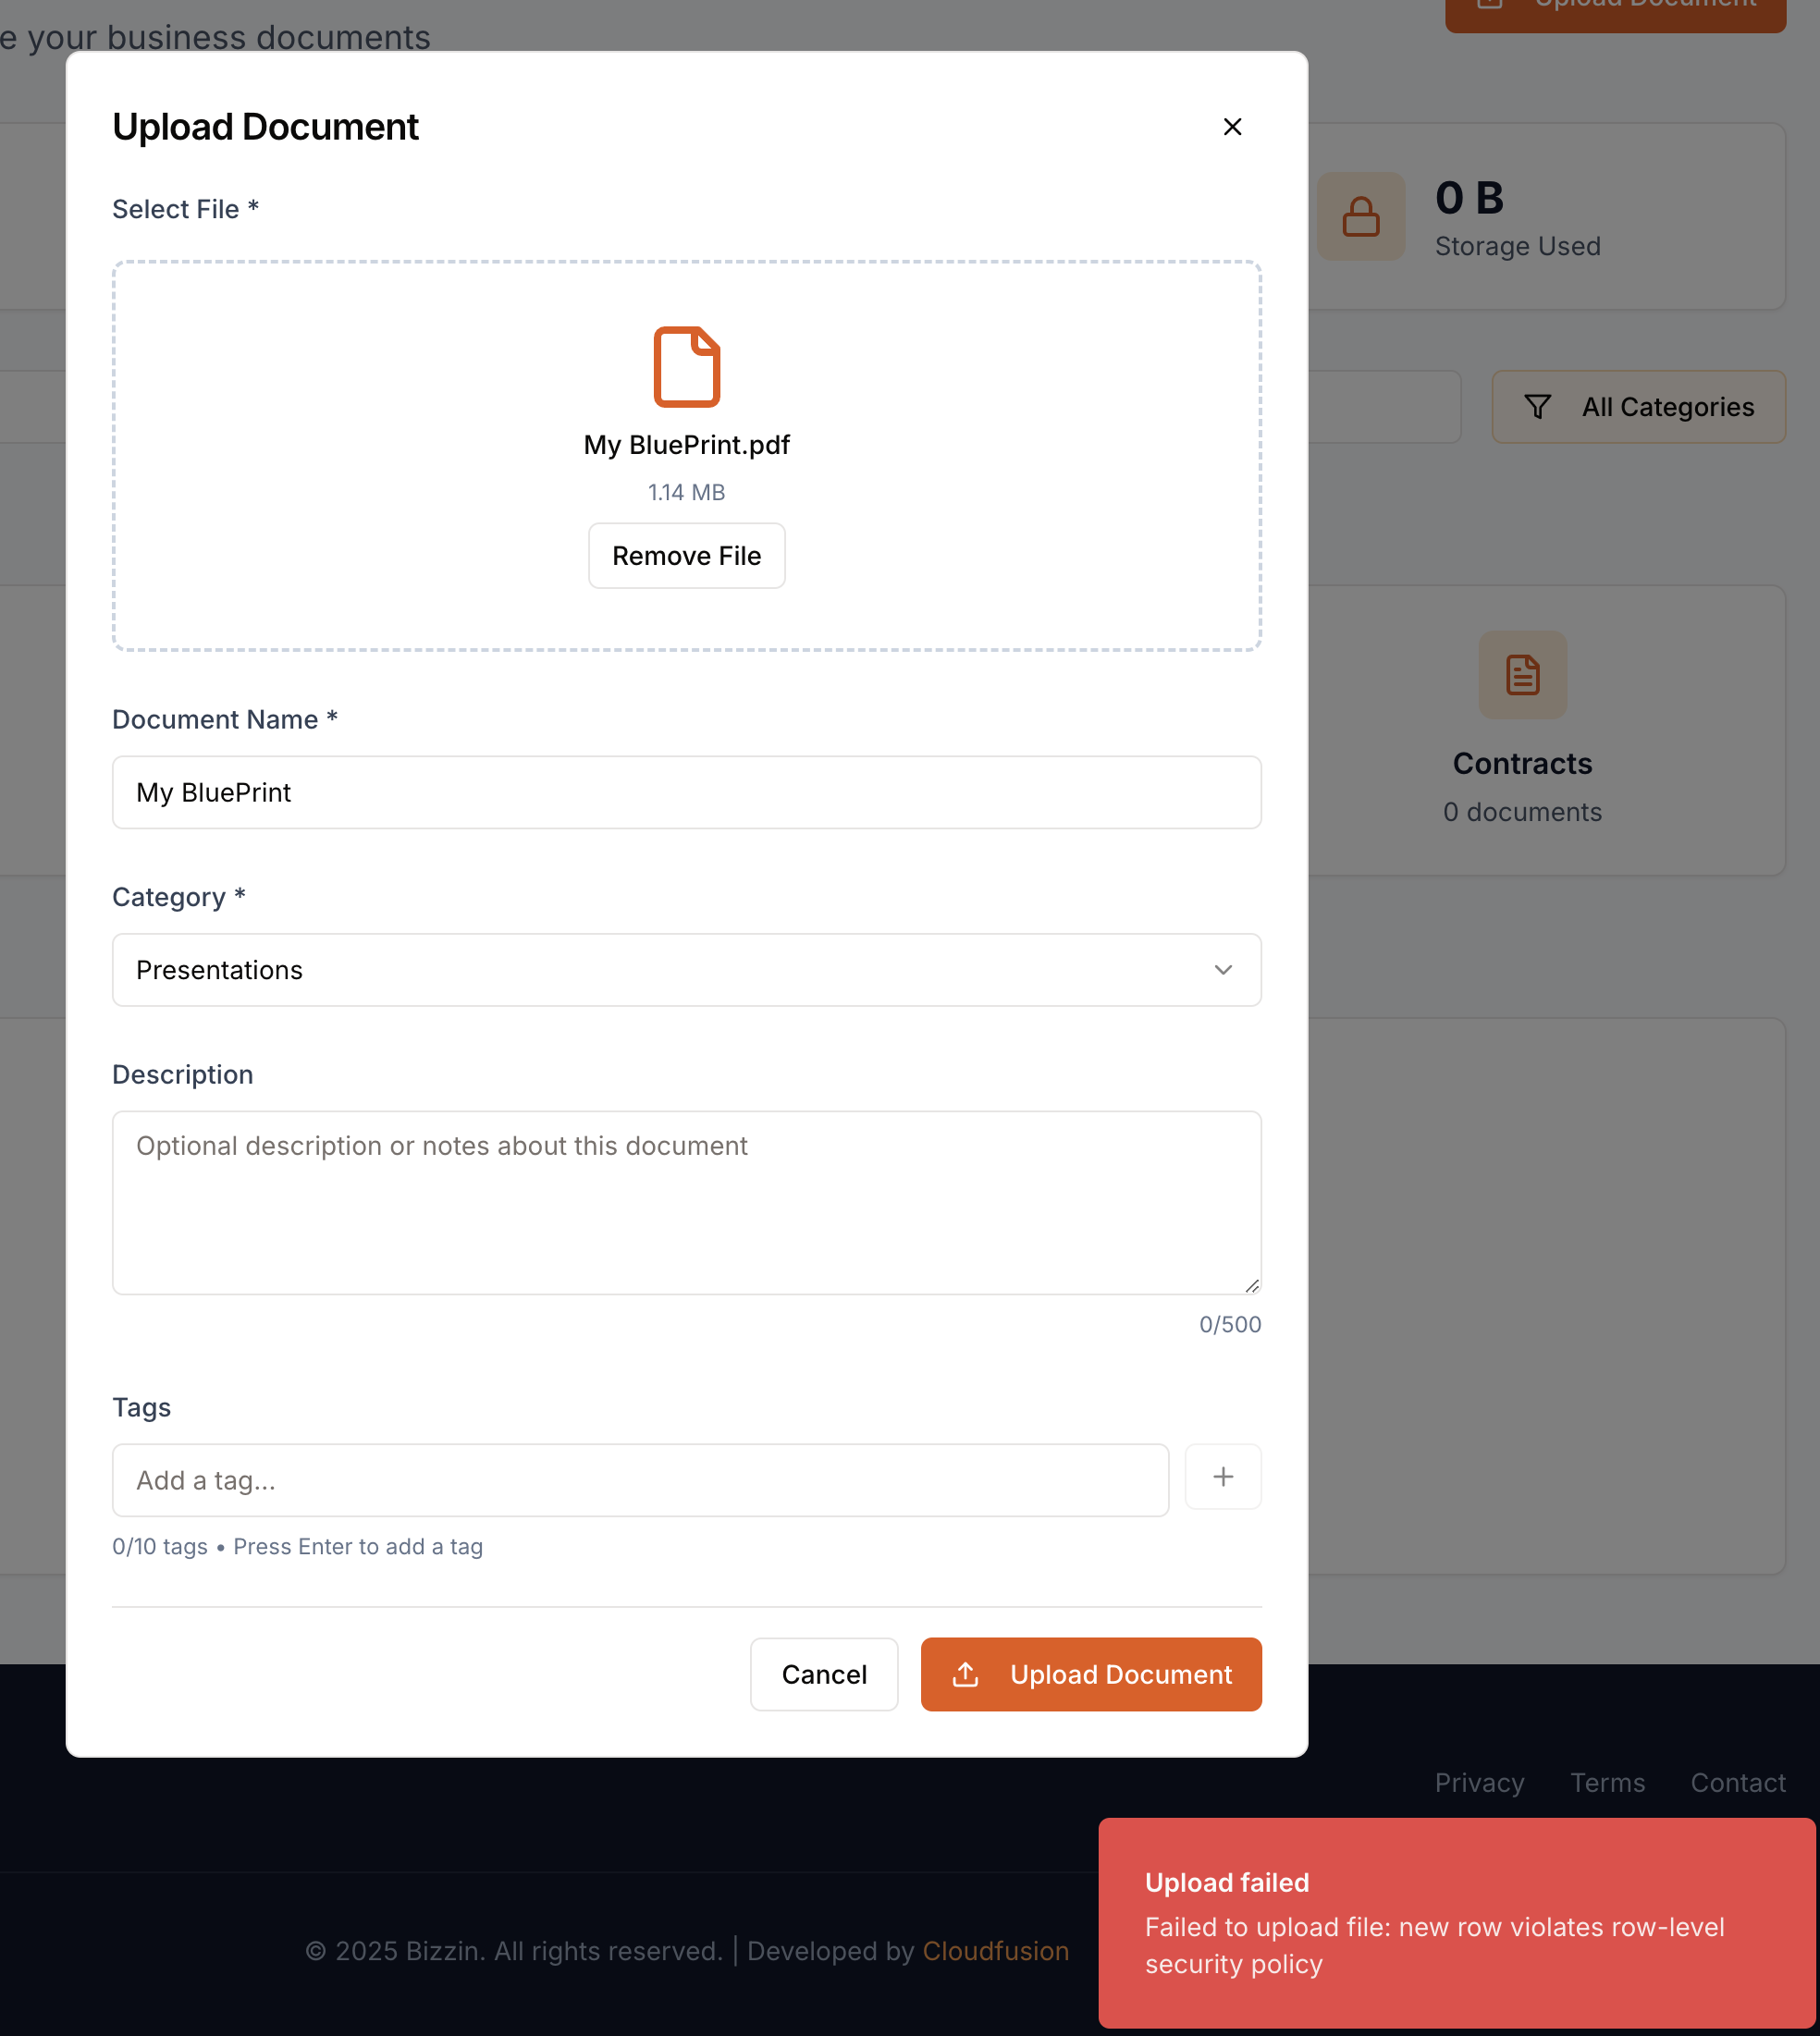 e your business documents
Upload Document
Upload Document
Select File *
My BluePrint.pdf
1.14 MB
Remove File
Document Name *
My BluePrint
Category *
Presentations
Description
Optional description or notes about this document
0/500
Tags
Add a tag...
0/10 tags • Press Enter to add a tag
Cancel
Upload Document
0 B
Storage Used
All Categories
Contracts
0 documents
Privacy Terms Contact
© 2025 Bizzin. All rights reserved. | Developed by Cloudfusion
Upload failed
Failed to upload file: new row violates row-level
security policy